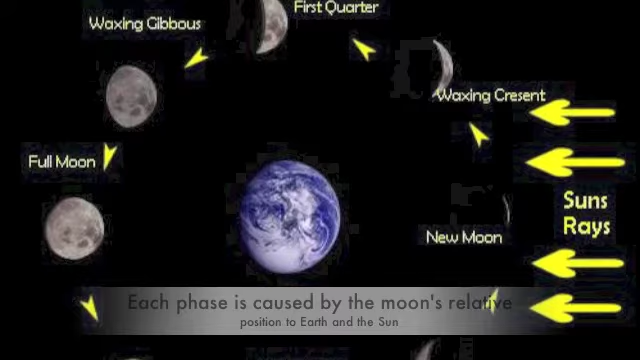 First Quarter
Waxing Gibbous
Waxing Cresent
Full Moon
Suns
Rays
New Moon
Each phase is caused by the moon's relative
position to Earth and the Sun